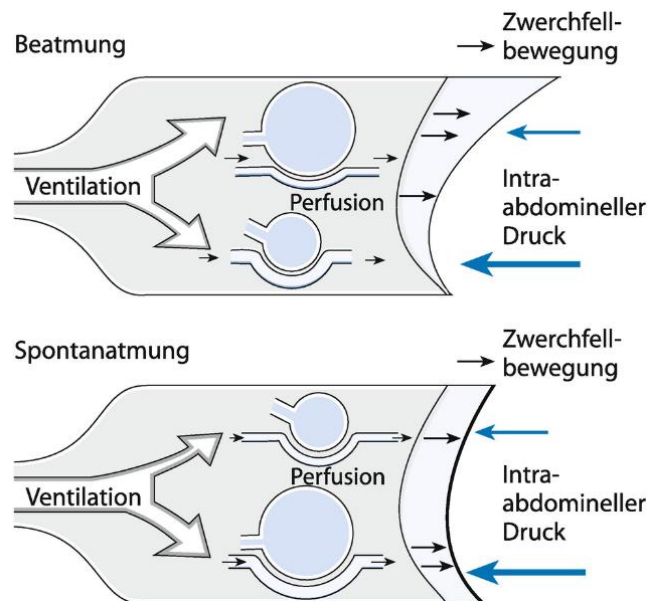 Beatmung
Zwerchfell-
bewegung
Ventilation
Perfusion
Intra-
abdomineller
Druck
Spontanatmung
Zwerchfell-
bewegung
Ventilation
Perfusion
Intra-
abdomineller
Druck